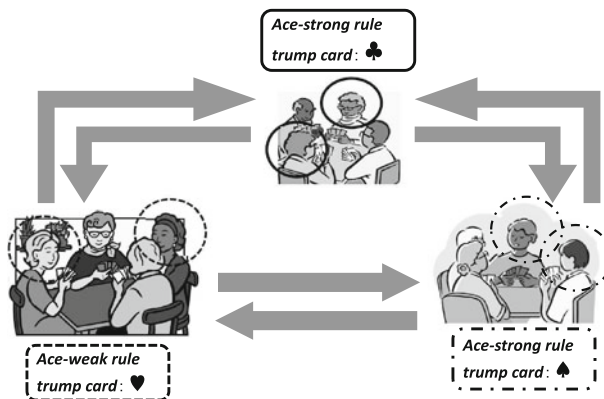 Ace-strong rule
trump card: ♣
Ace-weak rule
trump card: ♥
Ace-strong rule
trump card: ♠